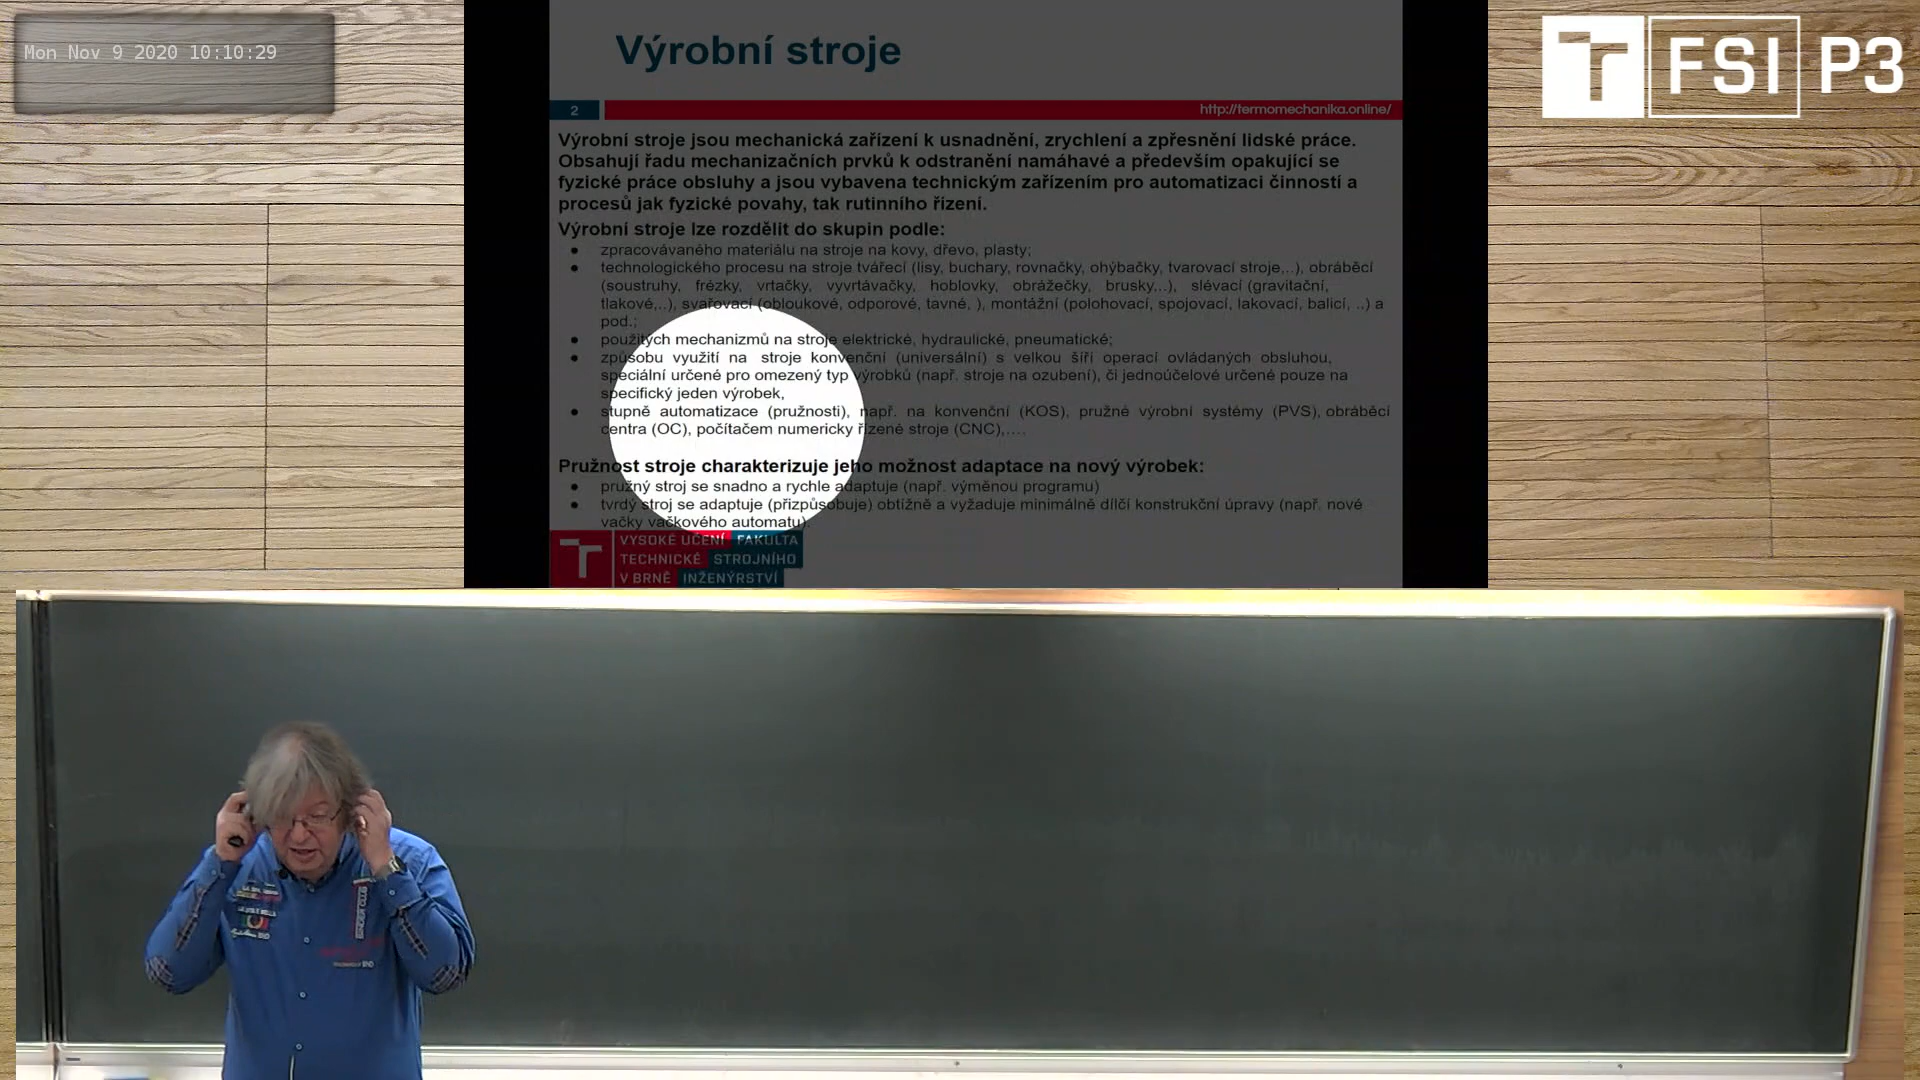 Mon Nov 9 2020 10:10:29
FSI P3
Výrobní stroje
2
http://termomechanika.online/
Výrobní stroje jsou mechanická zařízení k usnadnění, zrychlení a zpřesnění lidské práce.
Obsahují řadu mechanizačních prvků k odstranění namáhavé a především opakující se
fyzické práce obsluhy a jsou vybavena technickým zařízením pro automatizaci činností a
procesů jak fyzické povahy, tak rutinního řízení.
Výrobní stroje lze rozdělit do skupin podle:
● zpracovávaného materiálu na stroje na kovy, dřevo, plasty;
● technologického procesu na stroje tvářecí (lisy, buchary, rovnačky, ohýbačky, tvarovací stroje,..), obráběcí
(soustruhy, frézky, vrtačky, vyvrtávačky, hoblovky, obrážečky, brusky,..), slévací (gravitační,
tlakové,..), svařovací (obloukové, odporové, tavné, ), montážní (polohovací, spojovací, lakovací, balicí, ..) a
pod.;
● použitých mechanizmů na stroje elektrické, hydraulické, pneumatické;
● způsobu využití na stroje konvenční (universální) s velkou šíří operací ovládaných obsluhou,
speciální určené pro omezený typ výrobků (např. stroje na ozubení), či jednoúčelové určené pouze na
specifický jeden výrobek,
● stupně automatizace (pružnosti), např. na konvenční (KOS), pružné výrobní systémy (PVS), obráběcí
centra (OC), počítačem numericky řízené stroje (CNC),....
Pružnost stroje charakterizuje jeho možnost adaptace na nový výrobek:
● pružný stroj se snadno a rychle adaptuje (např. výměnou programu)
● tvrdý stroj se adaptuje (přizpůsobuje) obtížně a vyžaduje minimálně dílčí konstrukční úpravy (např. nové
vačky vačkového automatu).
VYSOKÉ UČENÍ FAKULTA
TECHNICKÉ STROJNÍHO
V BRNĚ INŽENÝRSTVÍ